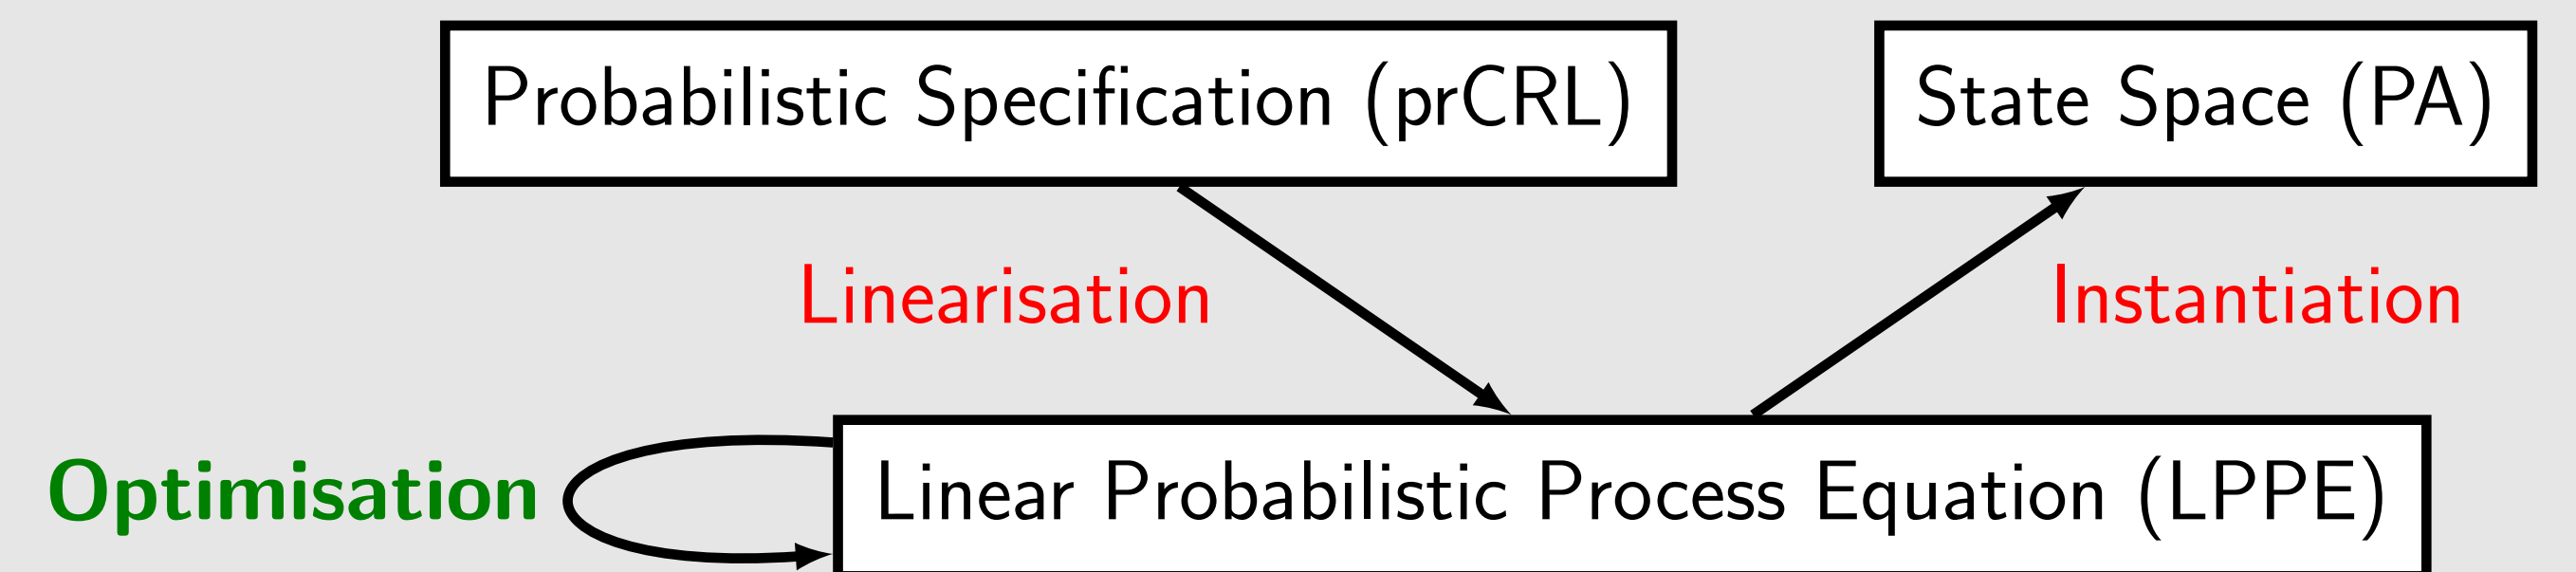 Probabilistic Specification (prCRL)
State Space (PA)
Linearisation
Instantiation
Optimisation
Linear Probabilistic Process Equation (LPPE)